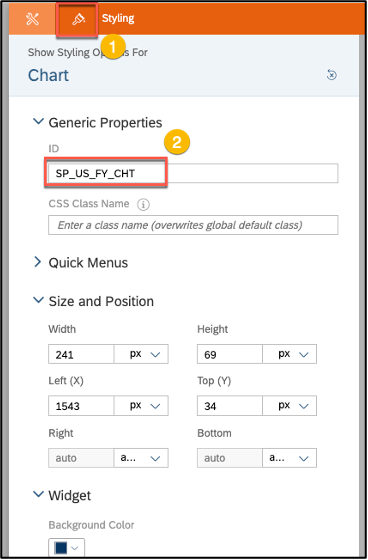 Styling
1
Show Styling Options For
Chart
Generic Properties
2
ID
SP_US_FY_CHT
CSS Class Name
Enter a class name (overwrites global default class)
Quick Menus
Size and Position
Width Height
241 px 69 px
Left (X) Top (Y)
1543 px 34 px
Right Bottom
auto a... auto a...
Widget
Background Color